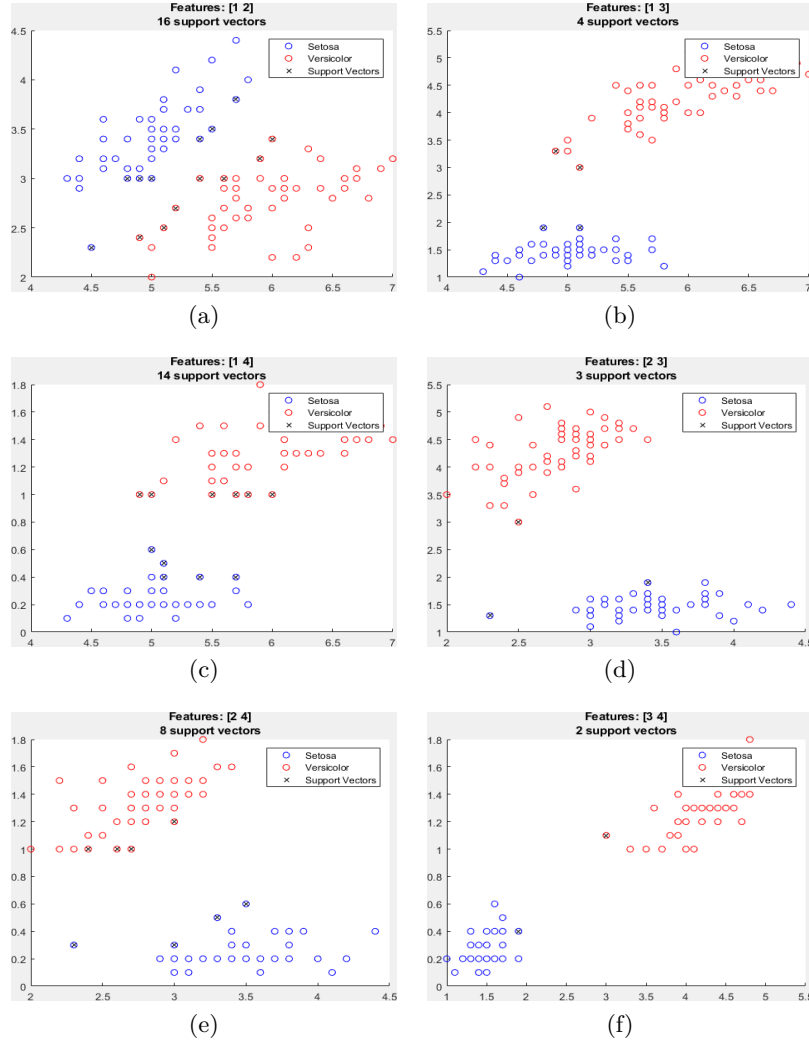 Features: [1 2]
16 support vectors
Setosa
Versicolor
Support Vectors
4.5
4
3.5
3
2.5
2
4 4.5 5 5.5 6 6.5 7
(a)
Features: [1 3]
4 support vectors
Setosa
Versicolor
Support Vectors
5.5
5
4.5
4
3.5
3
2.5
2
1.5
1
4 4.5 5 5.5 6 6.5 7
(b)
Features: [1 4]
14 support vectors
Setosa
Versicolor
Support Vectors
1.8
1.6
1.4
1.2
1
0.8
0.6
0.4
0.2
0
4 4.5 5 5.5 6 6.5 7
(c)
Features: [2 3]
3 support vectors
Setosa
Versicolor
Support Vectors
5.5
5
4.5
4
3.5
3
2.5
2
1.5
1
2 2.5 3 3.5 4 4.5
(d)
Features: [2 4]
8 support vectors
Setosa
Versicolor
Support Vectors
1.8
1.6
1.4
1.2
1
0.8
0.6
0.4
0.2
0
2 2.5 3 3.5 4 4.5
(e)
Features: [3 4]
2 support vectors
Setosa
Versicolor
Support Vectors
1.8
1.6
1.4
1.2
1
0.8
0.6
0.4
0.2
0
1 1.5 2 2.5 3 3.5 4 4.5 5 5.5
(f)